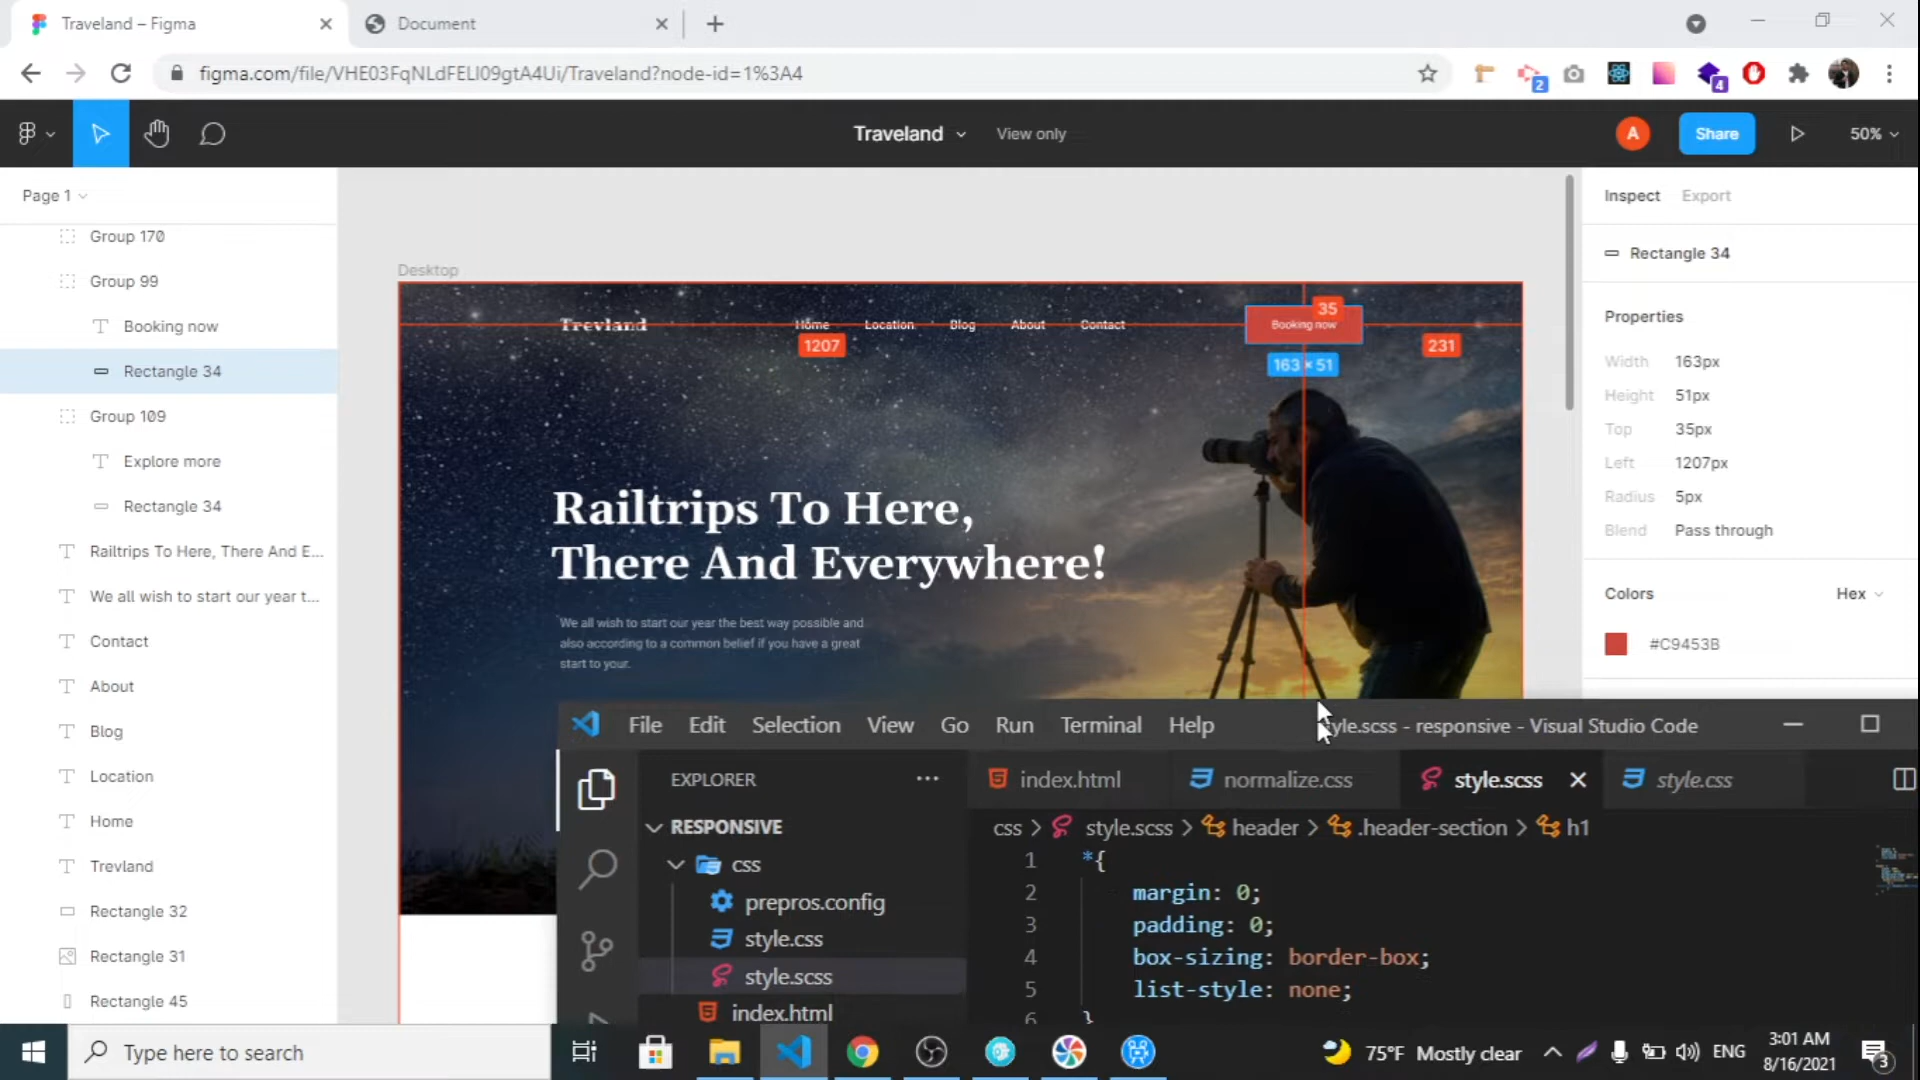 Traveland – Figma
Document
figma.com/file/VHE03FqNLdFELl09gtA4Ui/Traveland?node-id=1%3A4
2
4
Traveland
View only
A
Share
50%
Page 1
Group 170
Group 99
Booking now
Rectangle 34
Group 109
Explore more
Rectangle 34
Railtrips To Here, There And E...
We all wish to start our year t...
Contact
About
Blog
Location
Home
Trevland
Rectangle 32
Rectangle 31
Rectangle 45
Desktop
Trevland
Home
Location
Blog
About
Contact
Booking now
35
1207
231
163 × 51
Railtrips To Here,
There And Everywhere!
We all wish to start our year the best way possible and
also according to a common belief if you have a great
start to your.
Inspect
Export
Rectangle 34
Properties
Width 163px
Height 51px
Top 35px
Left 1207px
Radius 5px
Blend Pass through
Colors
Hex
#C9453B
File Edit Selection View Go Run Terminal Help
tyle.scss - responsive - Visual Studio Code
EXPLORER
index.html
normalize.css
style.scss
style.css
RESPONSIVE
css
prepros.config
style.css
style.scss
index.html
css > style.scss > header > .header-section > h1
1 *{
2 margin: 0;
3 padding: 0;
4 box-sizing: border-box;
5 list-style: none;
6 }
Type here to search
75°F Mostly clear
ENG
3:01 AM
8/16/2021
3